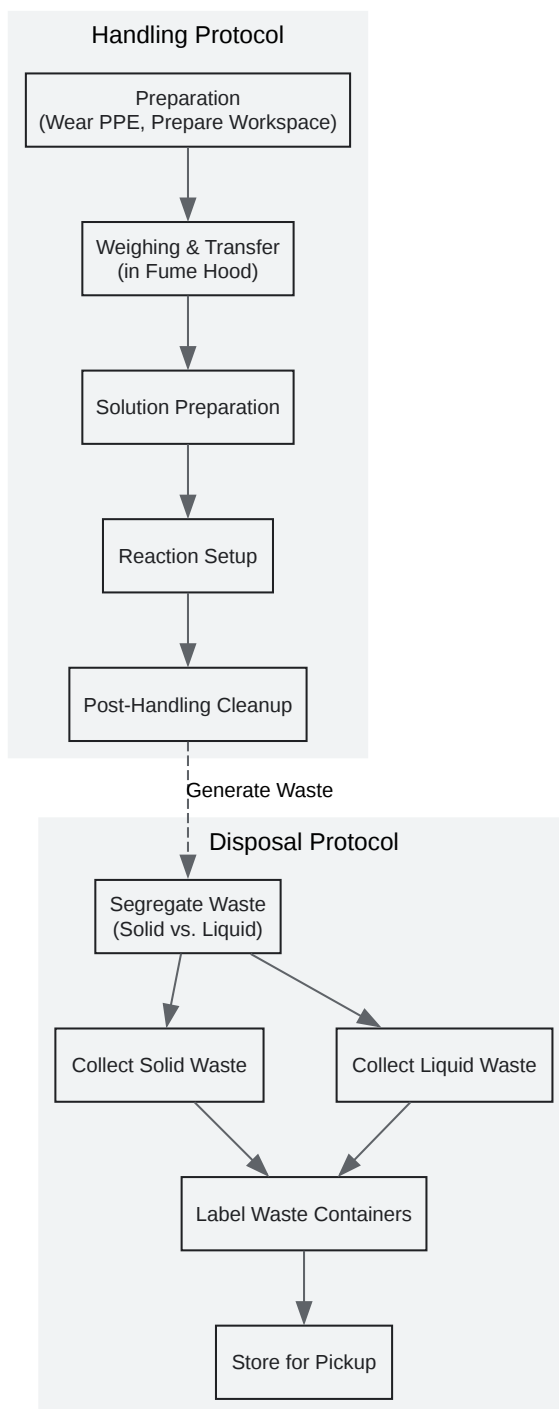 Handling Protocol
Preparation
(Wear PPE, Prepare Workspace)
Weighing & Transfer
(in Fume Hood)
Solution Preparation
Reaction Setup
Post-Handling Cleanup
Generate Waste
Disposal Protocol
Segregate Waste
(Solid vs. Liquid)
Collect Solid Waste
Collect Liquid Waste
Label Waste Containers
Store for Pickup